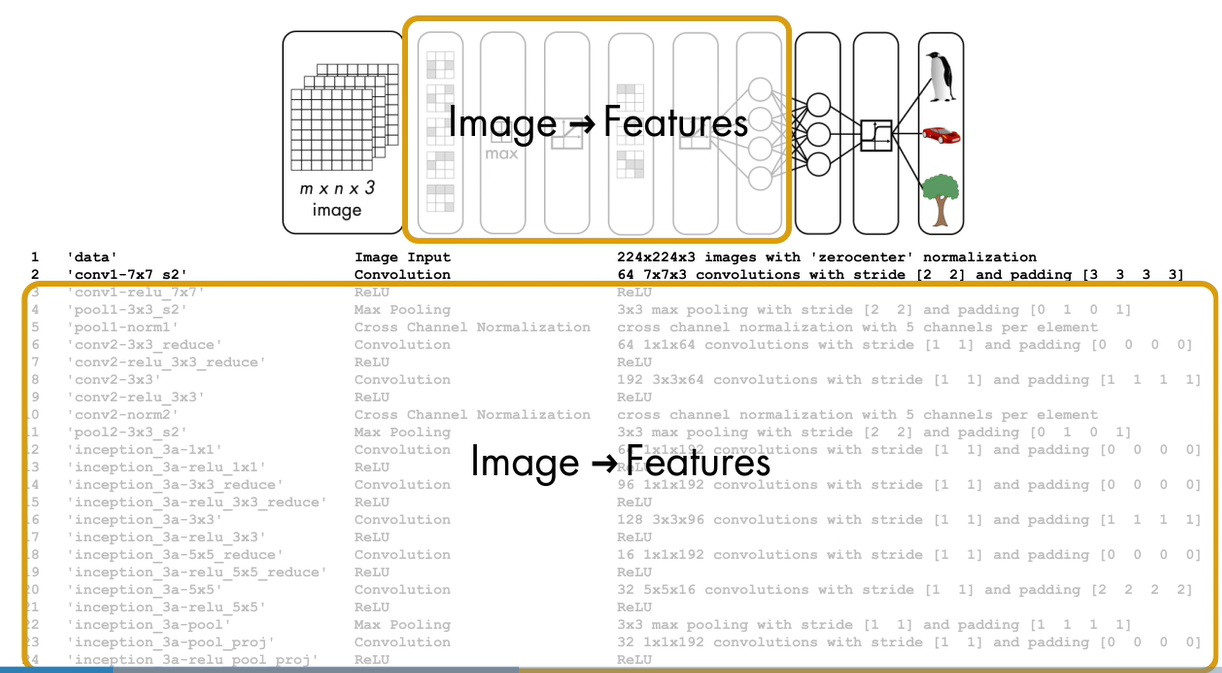 Image → Features
max
m x n x 3
image
1 'data' Image Input 224x224x3 images with 'zerocenter' normalization
2 'conv1-7x7_s2' Convolution 64 7x7x3 convolutions with stride [2 2] and padding [3 3 3 3]
3 'conv1-relu_7x7' ReLU ReLU
4 'pool1-3x3_s2' Max Pooling 3x3 max pooling with stride [2 2] and padding [0 1 0 1]
5 'pool1-norm1' Cross Channel Normalization cross channel normalization with 5 channels per element
6 'conv2-3x3_reduce' Convolution 64 1x1x64 convolutions with stride [1 1] and padding [0 0 0 0]
7 'conv2-relu_3x3_reduce' ReLU ReLU
8 'conv2-3x3' Convolution 192 3x3x64 convolutions with stride [1 1] and padding [1 1 1 1]
9 'conv2-relu_3x3' ReLU ReLU
10 'conv2-norm2' Cross Channel Normalization cross channel normalization with 5 channels per element
11 'pool2-3x3_s2' Max Pooling 3x3 max pooling with stride [2 2] and padding [0 1 0 1]
12 'inception_3a-1x1' Convolution 64 1x1x192 convolutions with stride [1 1] and padding [0 0 0 0]
Image → Features
13 'inception_3a-relu_1x1' ReLU ReLU
14 'inception_3a-3x3_reduce' Convolution 96 1x1x192 convolutions with stride [1 1] and padding [0 0 0 0]
15 'inception_3a-relu_3x3_reduce' ReLU ReLU
16 'inception_3a-3x3' Convolution 128 3x3x96 convolutions with stride [1 1] and padding [1 1 1 1]
17 'inception_3a-relu_3x3' ReLU ReLU
18 'inception_3a-5x5_reduce' Convolution 16 1x1x192 convolutions with stride [1 1] and padding [0 0 0 0]
19 'inception_3a-relu_5x5_reduce' ReLU ReLU
20 'inception_3a-5x5' Convolution 32 5x5x16 convolutions with stride [1 1] and padding [2 2 2 2]
21 'inception_3a-relu_5x5' ReLU ReLU
22 'inception_3a-pool' Max Pooling 3x3 max pooling with stride [1 1] and padding [1 1 1 1]
23 'inception_3a-pool_proj' Convolution 32 1x1x192 convolutions with stride [1 1] and padding [0 0 0 0]
24 'inception_3a-relu_pool_proj' ReLU ReLU